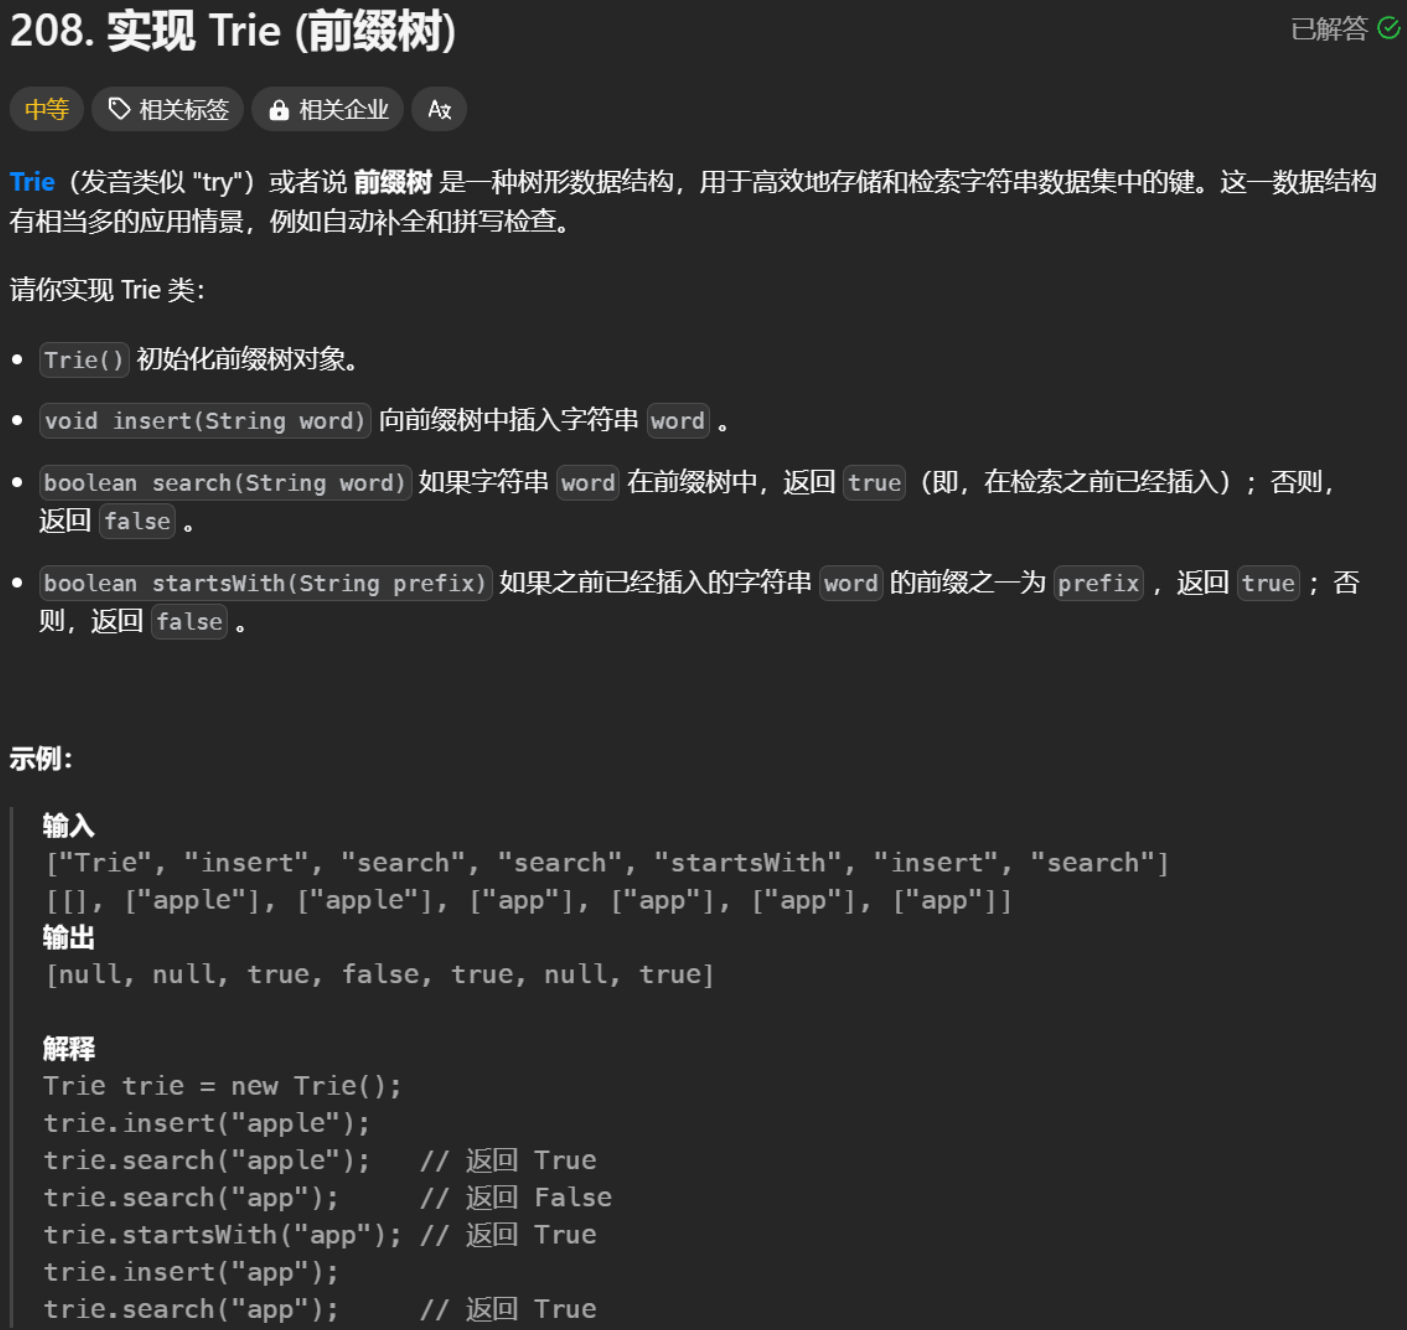 208. 实现 Trie (前缀树)
已解答
中等 相关标签 相关企业 Aあ
Trie（发音类似 "try"）或者说 前缀树 是一种树形数据结构，用于高效地存储和检索字符串数据集中的键。这一数据结构
有相当多的应用情景，例如自动补全和拼写检查。
请你实现 Trie 类：
• Trie() 初始化前缀树对象。
• void insert(String word) 向前缀树中插入字符串 word 。
• boolean search(String word) 如果字符串 word 在前缀树中，返回 true（即，在检索之前已经插入）；否则，
返回 false 。
• boolean startsWith(String prefix) 如果之前已经插入的字符串 word 的前缀之一为 prefix ，返回 true ；否
则，返回 false 。
示例：
输入
["Trie", "insert", "search", "search", "startsWith", "insert", "search"]
[[], ["apple"], ["apple"], ["app"], ["app"], ["app"], ["app"]]
输出
[null, null, true, false, true, null, true]
解释
Trie trie = new Trie();
trie.insert("apple");
trie.search("apple");   // 返回 True
trie.search("app");     // 返回 False
trie.startsWith("app"); // 返回 True
trie.insert("app");
trie.search("app");     // 返回 True